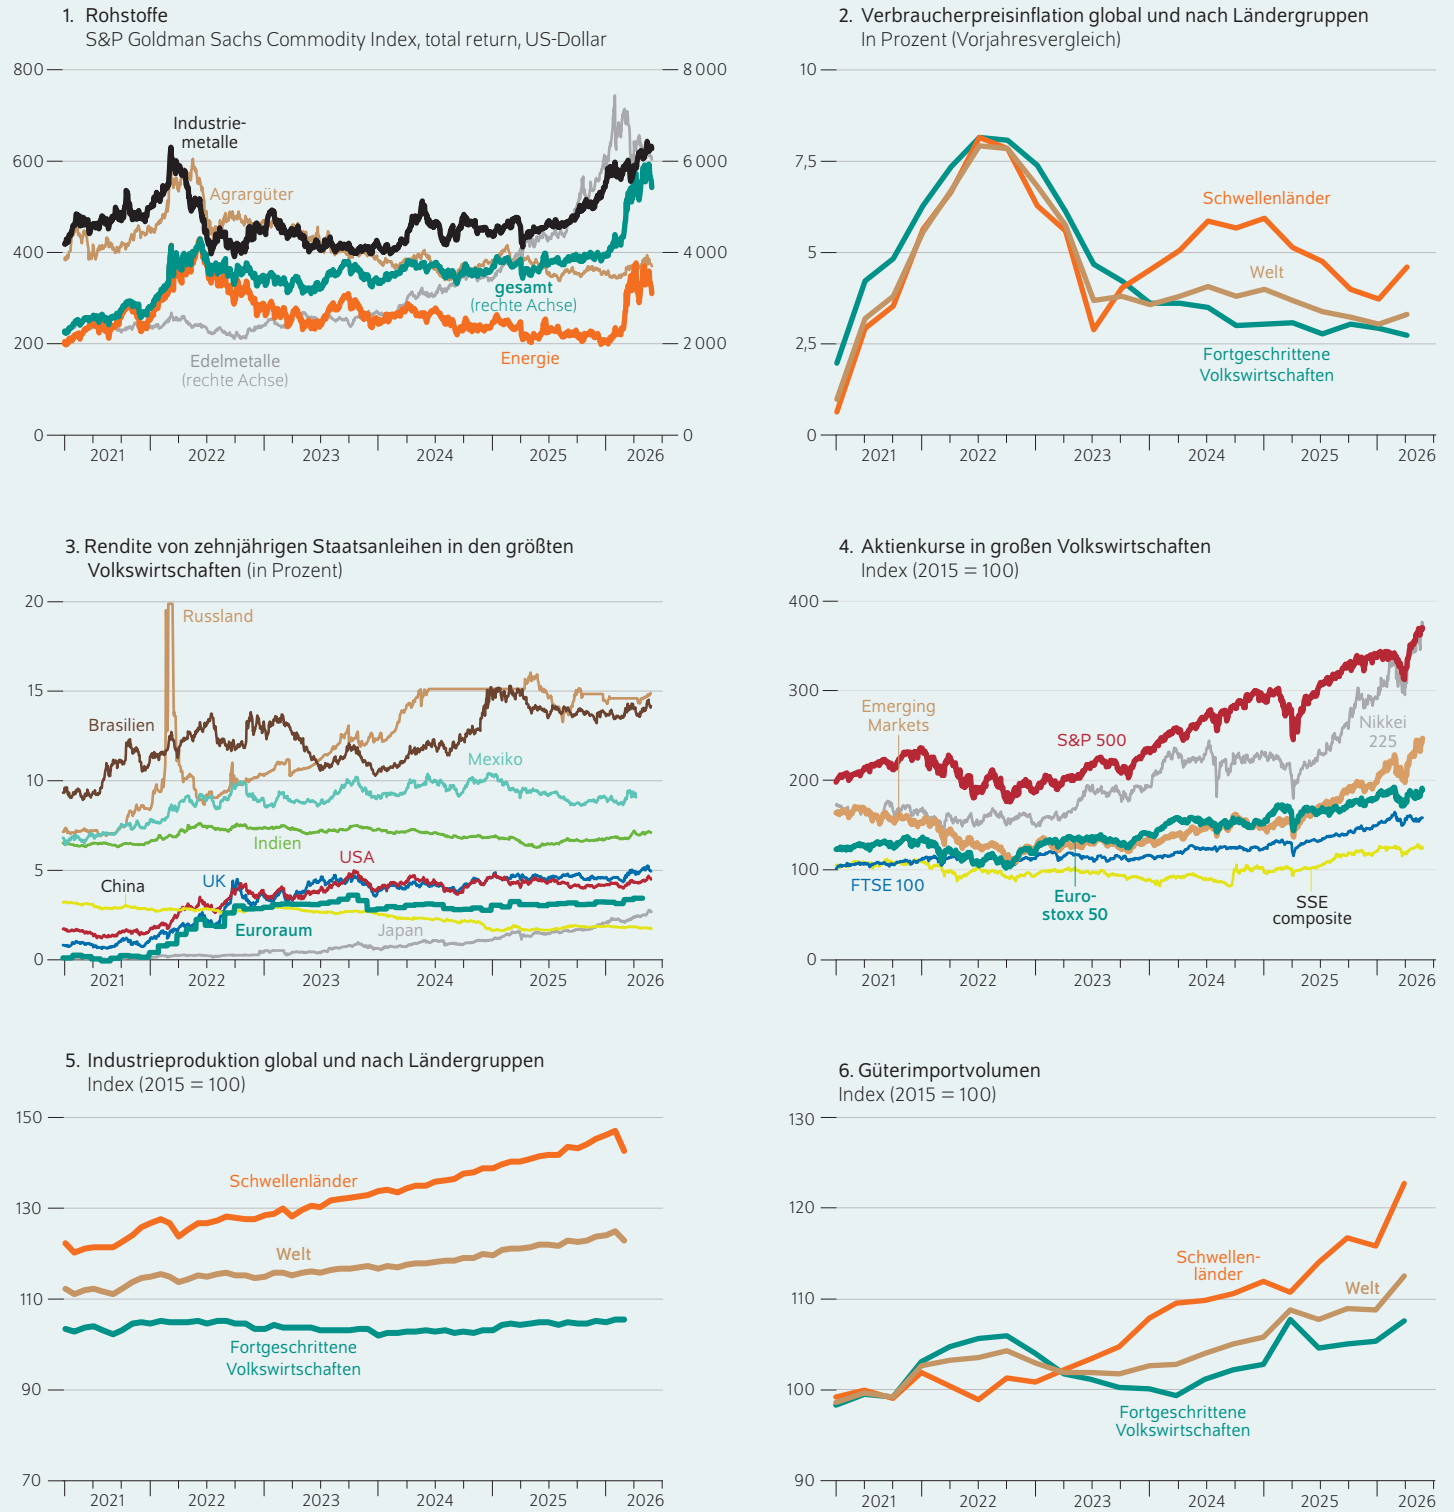 1. Rohstoffe
S&P Goldman Sachs Commodity Index, total return, US-Dollar
800
600
400
200
0
8 000
6 000
4 000
2 000
0
Industrie-
metalle
Agrargüter
gesamt
(rechte Achse)
Edelmetalle
(rechte Achse)
Energie
2021 2022 2023 2024 2025 2026
2. Verbraucherpreisinflation global und nach Ländergruppen
In Prozent (Vorjahresvergleich)
10
7,5
5
2,5
0
Schwellenländer
Welt
Fortgeschrittene
Volkswirtschaften
2021 2022 2023 2024 2025 2026
3. Rendite von zehnjährigen Staatsanleihen in den größten
Volkswirtschaften (in Prozent)
20
15
10
5
0
Russland
Brasilien
Mexiko
Indien
USA
China
UK
Euroraum
Japan
2021 2022 2023 2024 2025 2026
4. Aktienkurse in großen Volkswirtschaften
Index (2015 = 100)
400
300
200
100
0
Emerging
Markets
S&P 500
Nikkei
225
FTSE 100
Euro-
stoxx 50
SSE
composite
2021 2022 2023 2024 2025 2026
5. Industrieproduktion global und nach Ländergruppen
Index (2015 = 100)
150
130
110
90
70
Schwellenländer
Welt
Fortgeschrittene
Volkswirtschaften
2021 2022 2023 2024 2025 2026
6. Güterimportvolumen
Index (2015 = 100)
130
120
110
100
90
Schwellen-
länder
Welt
Fortgeschrittene
Volkswirtschaften
2021 2022 2023 2024 2025 2026